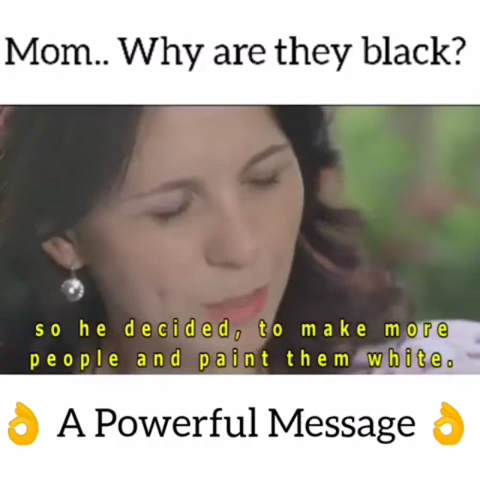 Mom.. Why are they black?
so he decided, to make more
people and paint them white.
👌 A Powerful Message 👌